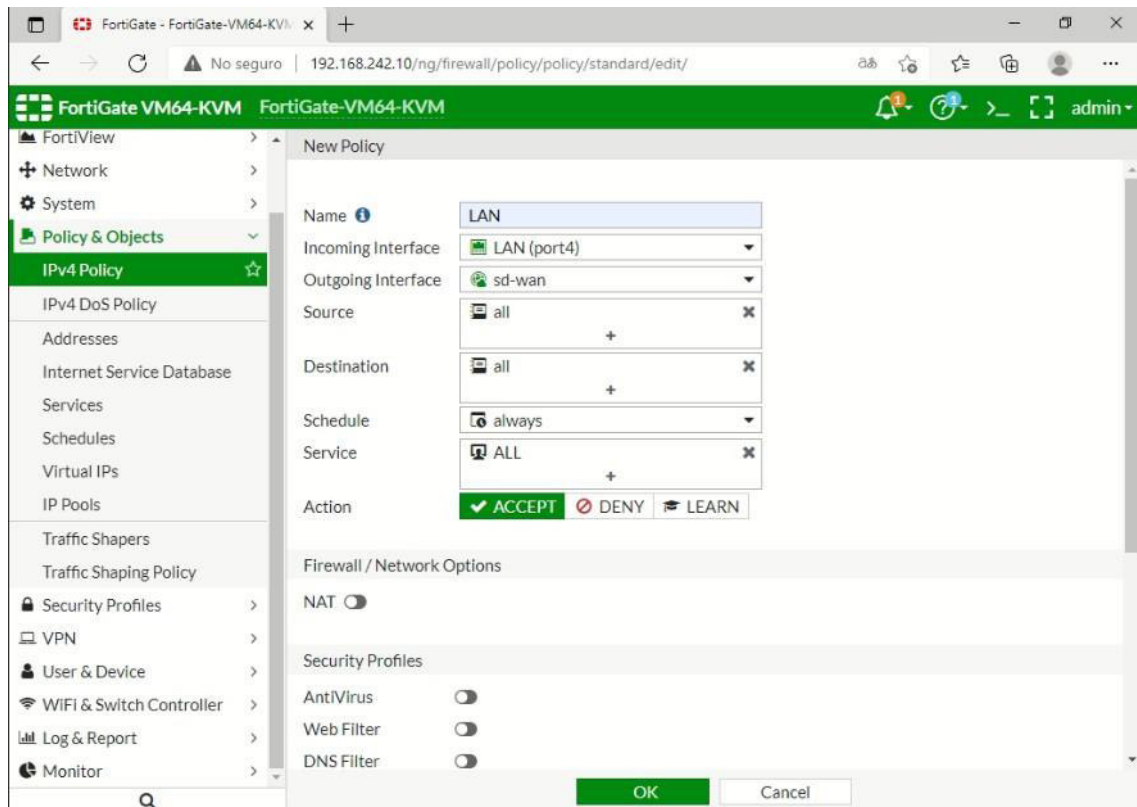 FortiGate - FortiGate-VM64-KV
No seguro 192.168.242.10/ng/firewall/policy/policy/standard/edit/
FortiGate VM64-KVM FortiGate-VM64-KVM 1 1 >_ admin
FortiView
Network
System
Policy & Objects
IPv4 Policy
IPv4 DoS Policy
Addresses
Internet Service Database
Services
Schedules
Virtual IPs
IP Pools
Traffic Shapers
Traffic Shaping Policy
Security Profiles
VPN
User & Device
WiFi & Switch Controller
Log & Report
Monitor
New Policy
Name LAN
Incoming Interface LAN (port4)
Outgoing Interface sd-wan
Source all
+
Destination all
+
Schedule always
Service ALL
+
Action ACCEPT DENY LEARN
Firewall / Network Options
NAT
Security Profiles
AntiVirus
Web Filter
DNS Filter
OK Cancel